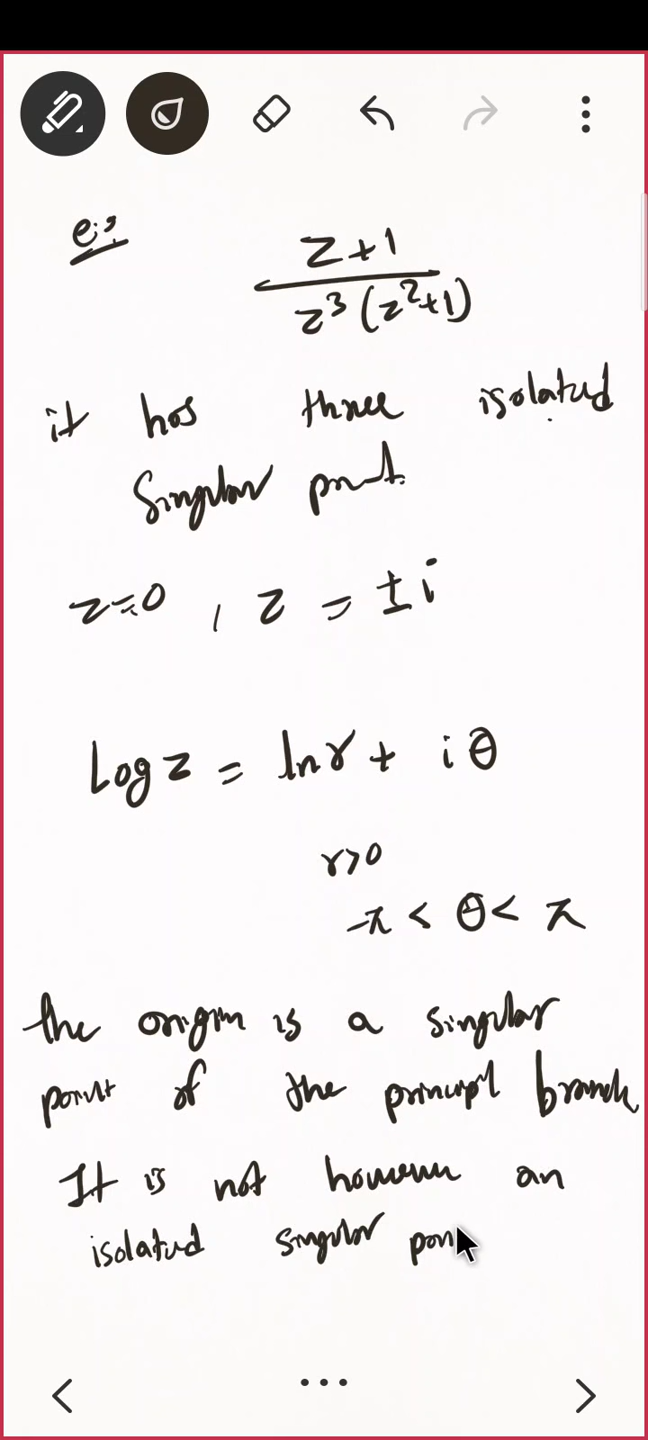 e:,
z+1
z³(z²+1)
it has three isolated
Singular point.
z=0 , z = ±i
Log z = ln r + iθ
r>0
-π < θ < π
the origin is a singular
point of the principal branch.
It is not however an
isolated singular poin